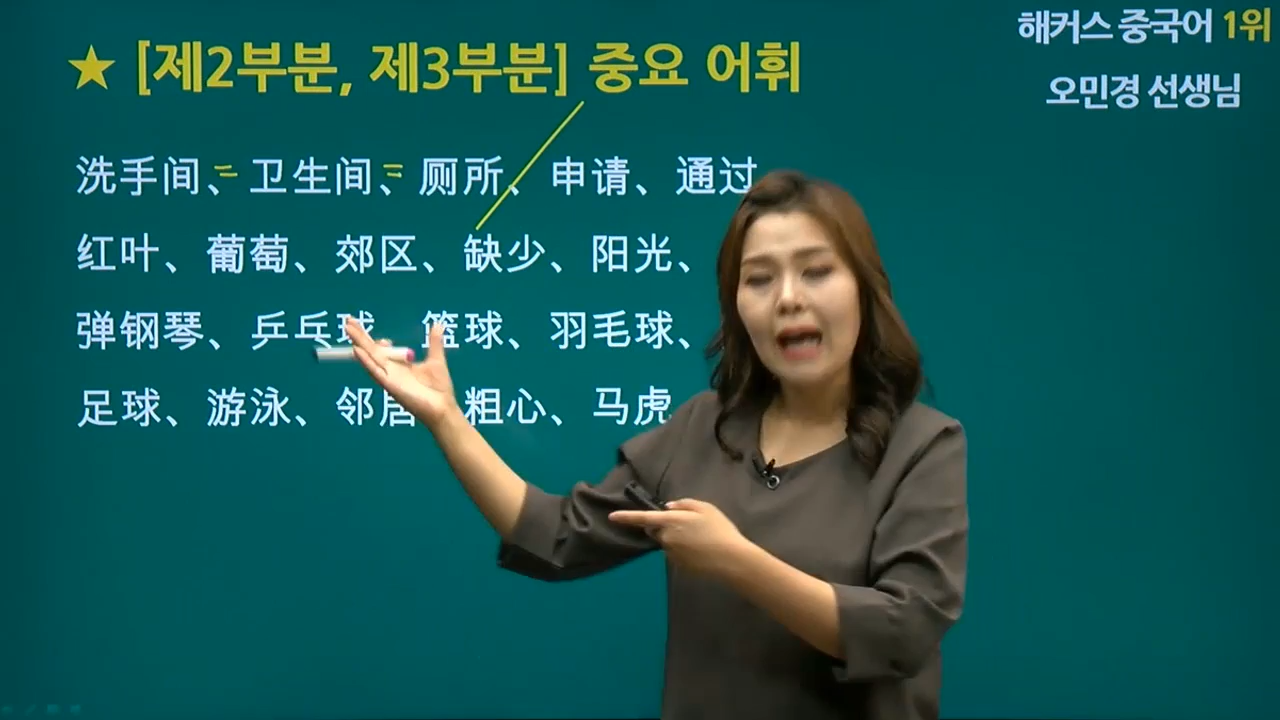 ★ [제2부분, 제3부분] 중요 어휘
해커스 중국어 1위
오민경 선생님
洗手间、= 卫生间、= 厕所、申请、通过
红叶、葡萄、郊区、缺少、阳光、
弹钢琴、乒乓球、篮球、羽毛球、
足球、游泳、邻居 粗心、马虎